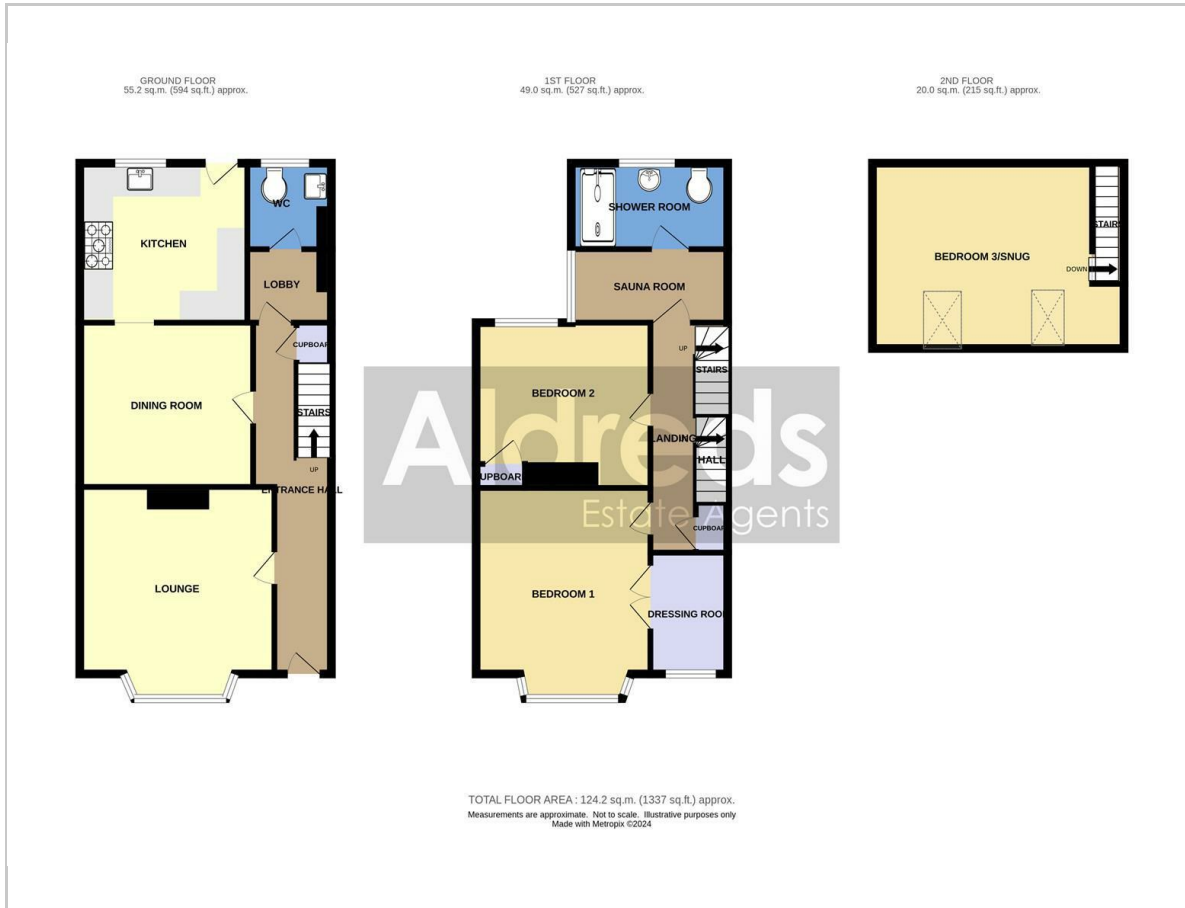 GROUND FLOOR
55.2 sq.m. (594 sq.ft.) approx.
KITCHEN
WC
LOBBY
CUPBOAR
DINING ROOM
STAIRS
UP
ENTRANCE HALL
LOUNGE
1ST FLOOR
49.0 sq.m. (527 sq.ft.) approx.
SHOWER ROOM
SAUNA ROOM
UP
STAIRS
BEDROOM 2
LANDING
HALL
UPBOAR
CUPBOAR
BEDROOM 1
DRESSING ROOM
2ND FLOOR
20.0 sq.m. (215 sq.ft.) approx.
STAIRS
BEDROOM 3/SNUG
DOWN
Aldreds
Estate Agents
TOTAL FLOOR AREA : 124.2 sq.m. (1337 sq.ft.) approx.
Measurements are approximate. Not to scale. Illustrative purposes only
Made with Metropix ©2024